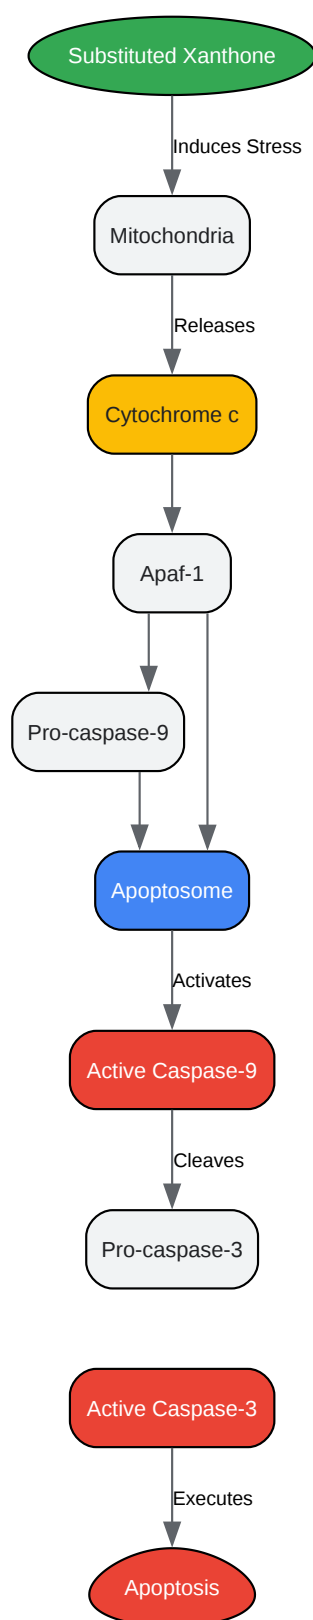 Substituted Xanthone
Induces Stress
Mitochondria
Releases
Cytochrome c
Apaf-1
Pro-caspase-9
Apoptosome
Activates
Active Caspase-9
Cleaves
Pro-caspase-3
Active Caspase-3
Executes
Apoptosis